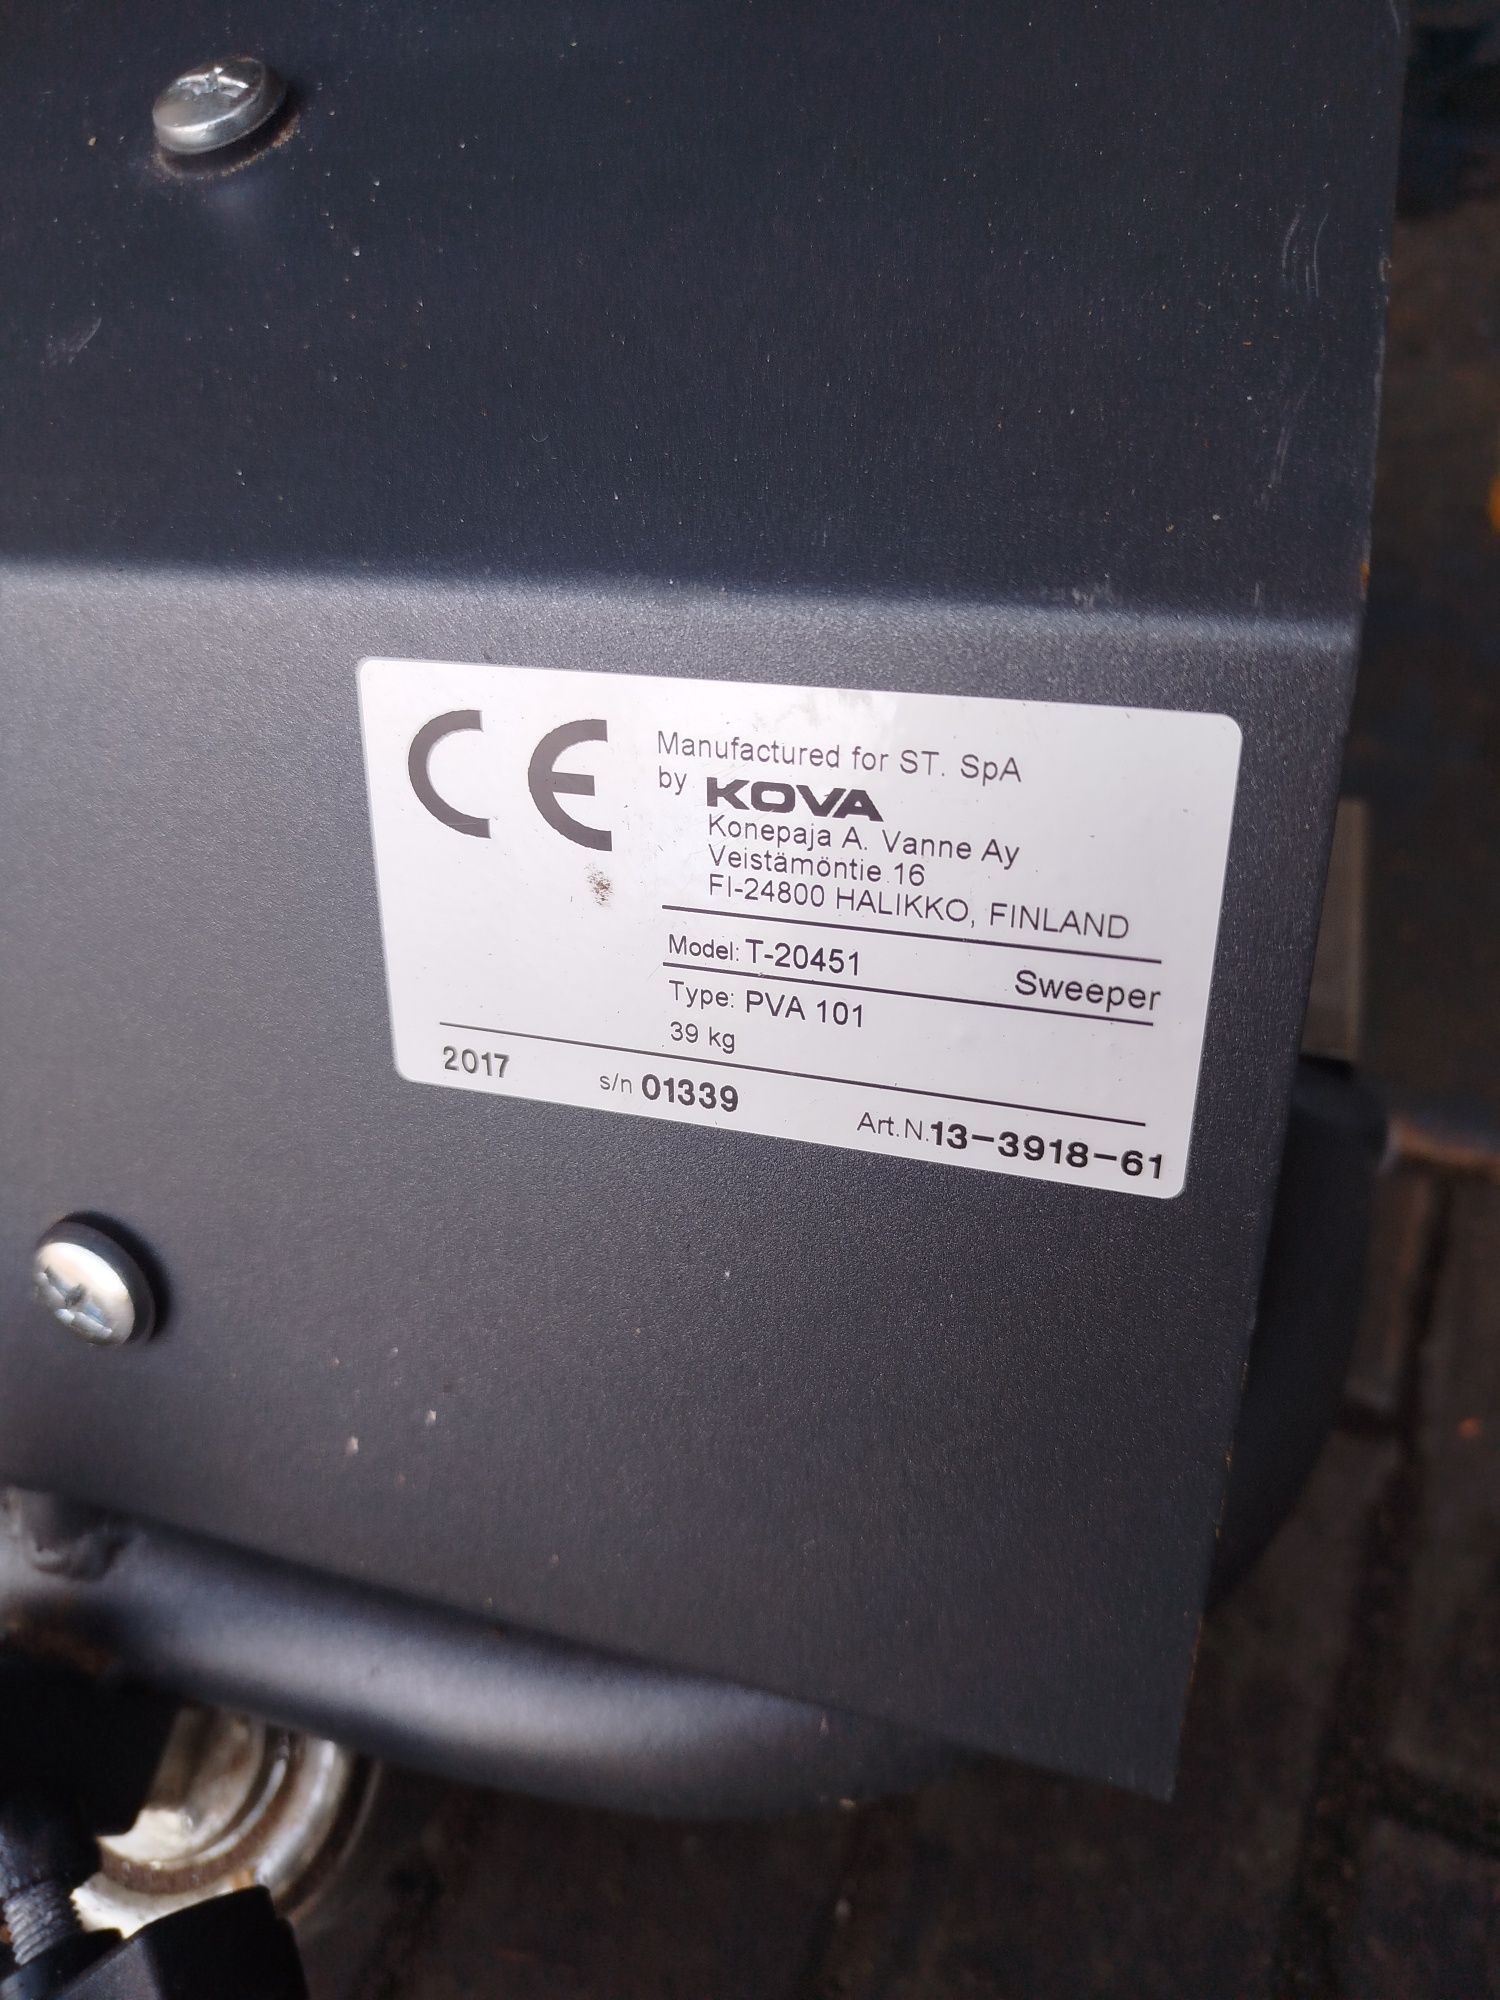 CE
Manufactured for ST. SpA
by KOVA
Konepaja A. Vanne Ay
Veistämöntie 16
FI-24800 HALIKKO, FINLAND
Model: T-20451 Sweeper
Type: PVA 101
39 kg
2017 s/n 01339 Art.N.13-3918-61